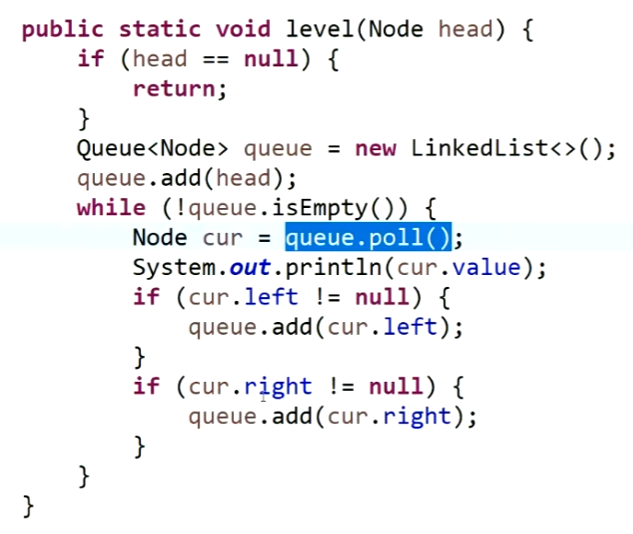 public static void level(Node head) {
    if (head == null) {
        return;
    }
    Queue<Node> queue = new LinkedList<>();
    queue.add(head);
    while (!queue.isEmpty()) {
        Node cur = queue.poll();
        System.out.println(cur.value);
        if (cur.left != null) {
            queue.add(cur.left);
        }
        if (cur.right != null) {
            queue.add(cur.right);
        }
    }
}